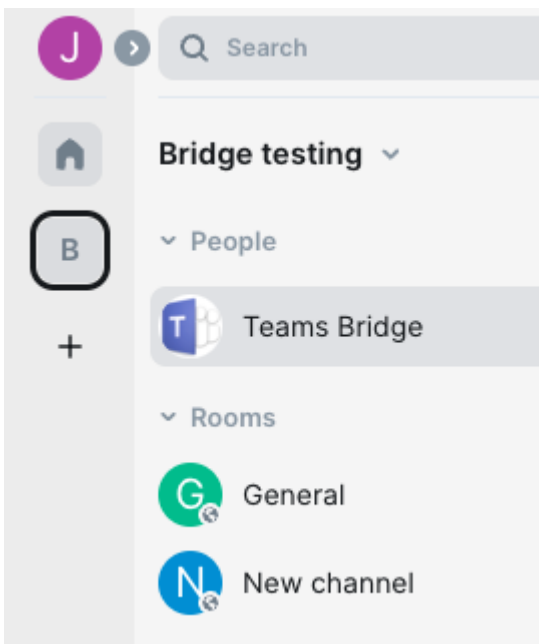 J
Search
Bridge testing
B
People
T
Teams Bridge
+
Rooms
G
General
N
New channel